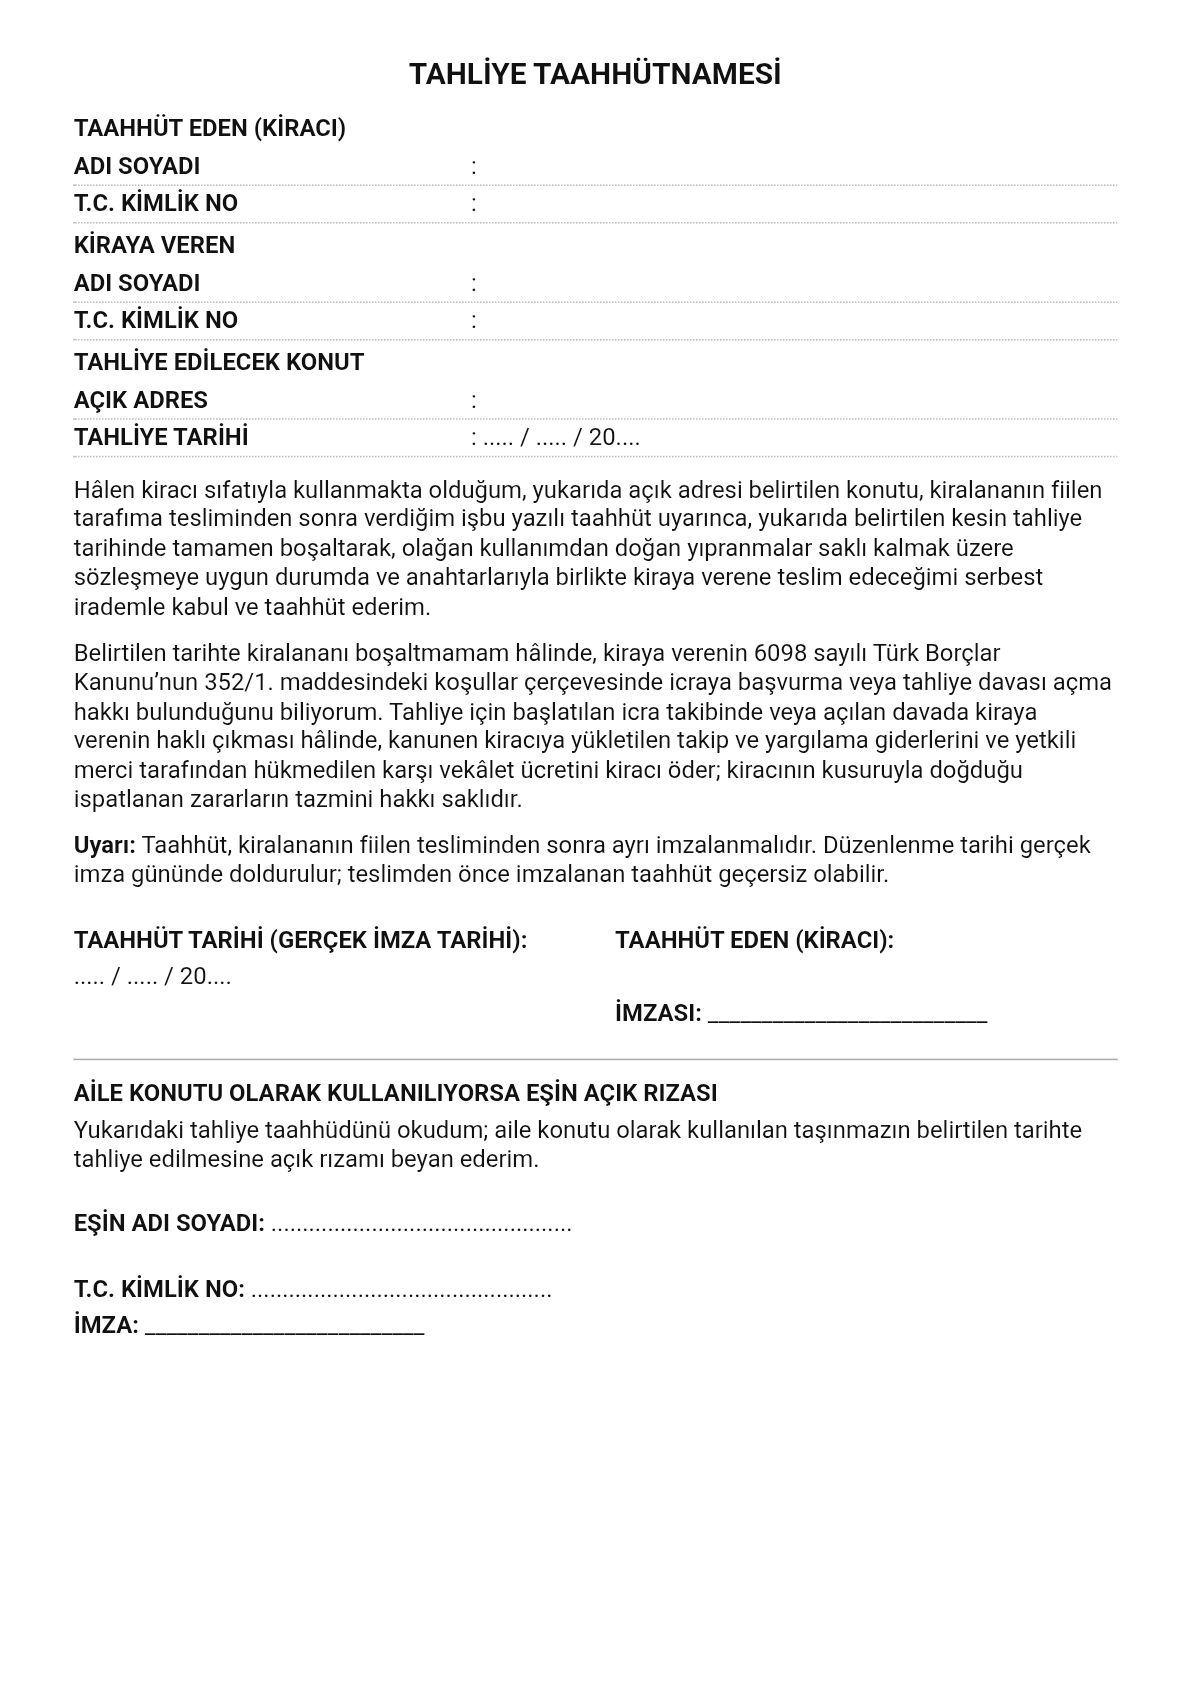 TAHLİYE TAAHHÜTNAMESİ
TAAHHÜT EDEN (KİRACI)
ADI SOYADI :
T.C. KİMLİK NO :
KİRAYA VEREN
ADI SOYADI :
T.C. KİMLİK NO :
TAHLİYE EDİLECEK KONUT
AÇIK ADRES :
TAHLİYE TARİHİ : ..... / ..... / 20....
Hâlen kiracı sıfatıyla kullanmakta olduğum, yukarıda açık adresi belirtilen konutu, kiralananın fiilen
tarafıma tesliminden sonra verdiğim işbu yazılı taahhüt uyarınca, yukarıda belirtilen kesin tahliye
tarihinde tamamen boşaltarak, olağan kullanımdan doğan yıpranmalar saklı kalmak üzere
sözleşmeye uygun durumda ve anahtarlarıyla birlikte kiraya verene teslim edeceğimi serbest
irademle kabul ve taahhüt ederim.
Belirtilen tarihte kiralananı boşaltmamam hâlinde, kiraya verenin 6098 sayılı Türk Borçlar
Kanunu’nun 352/1. maddesindeki koşullar çerçevesinde icraya başvurma veya tahliye davası açma
hakkı bulunduğunu biliyorum. Tahliye için başlatılan icra takibinde veya açılan davada kiraya
verenin haklı çıkması hâlinde, kanunen kiracıya yükletilen takip ve yargılama giderlerini ve yetkili
merci tarafından hükmedilen karşı vekâlet ücretini kiracı öder; kiracının kusuruyla doğduğu
ispatlanan zararların tazmini hakkı saklıdır.
Uyarı: Taahhüt, kiralananın fiilen tesliminden sonra ayrı imzalanmalıdır. Düzenlenme tarihi gerçek
imza gününde doldurulur; teslimden önce imzalanan taahhüt geçersiz olabilir.
TAAHHÜT TARİHİ (GERÇEK İMZA TARİHİ):
..... / ..... / 20....
TAAHHÜT EDEN (KİRACI):
İMZASI: __________________________
AİLE KONUTU OLARAK KULLANILIYORSA EŞİN AÇIK RIZASI
Yukarıdaki tahliye taahhüdünü okudum; aile konutu olarak kullanılan taşınmazın belirtilen tarihte
tahliye edilmesine açık rızamı beyan ederim.
EŞİN ADI SOYADI: ................................................
T.C. KİMLİK NO: ................................................
İMZA: __________________________